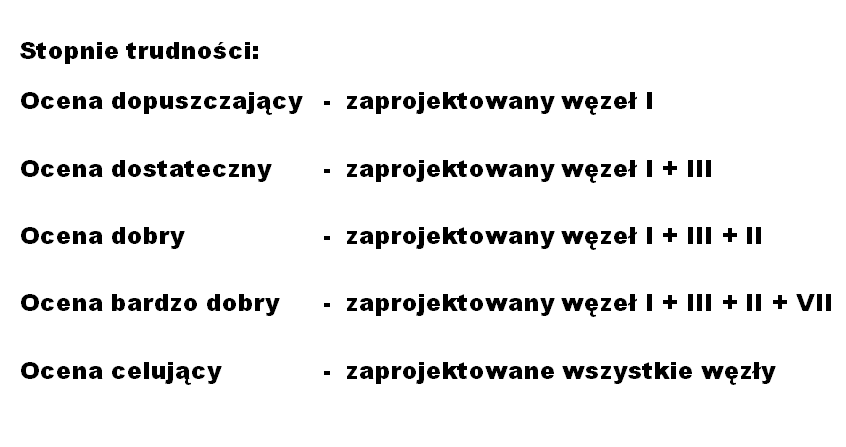 Stopnie trudności:
Ocena dopuszczający - zaprojektowany węzeł I
Ocena dostateczny - zaprojektowany węzeł I + III
Ocena dobry - zaprojektowany węzeł I + III + II
Ocena bardzo dobry - zaprojektowany węzeł I + III + II + VII
Ocena celujący - zaprojektowane wszystkie węzły